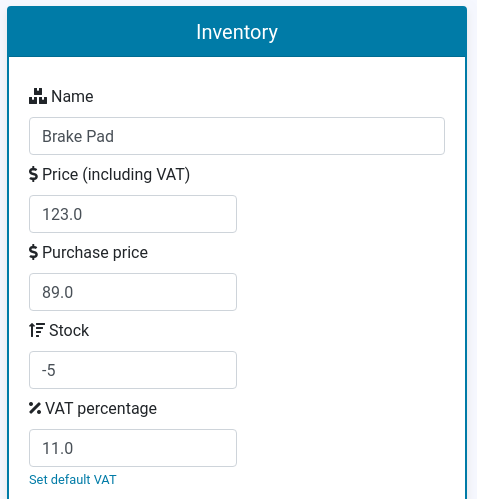 Inventory
Name
Brake Pad
Price (including VAT)
123.0
Purchase price
89.0
Stock
-5
VAT percentage
11.0
Set default VAT